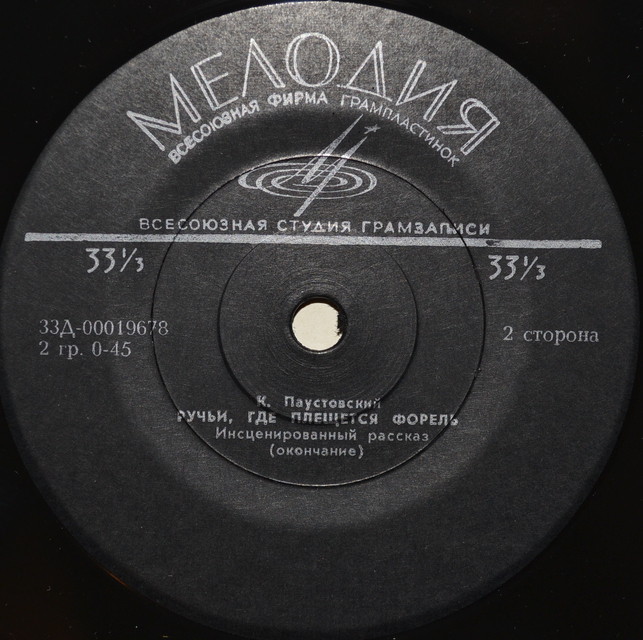 МЕЛОДИЯ
ВСЕСОЮЗНАЯ ФИРМА ГРАМПЛАСТИНОК
ВСЕСОЮЗНАЯ СТУДИЯ ГРАМЗАПИСИ
33⅓ 33⅓
33Д-00019678
2 гр. 0-45
2 сторона
К. Паустовский
РУЧЬИ, ГДЕ ПЛЕЩЕТСЯ ФОРЕЛЬ
Инсценированный рассказ
(окончание)